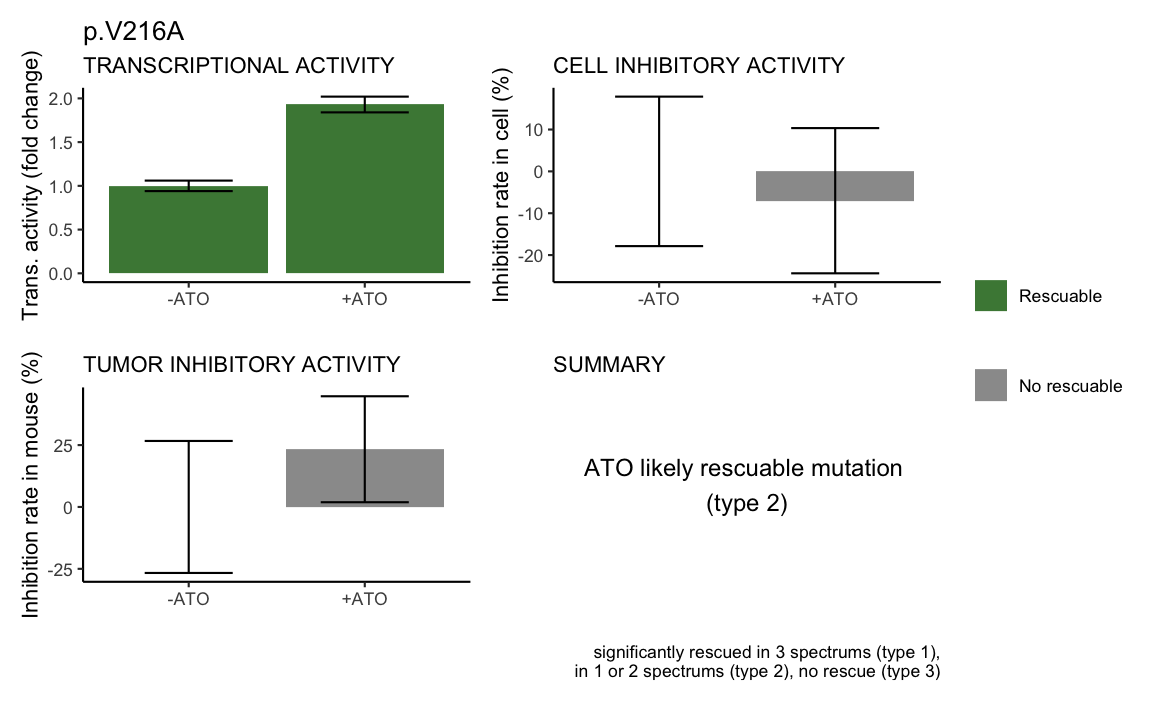 p.V216A
TRANSCRIPTIONAL ACTIVITY
Trans. activity (fold change)
2.0
1.5
1.0
0.5
0.0
-ATO
+ATO
CELL INHIBITORY ACTIVITY
Inhibition rate in cell (%)
10
0
-10
-20
-ATO
+ATO
Rescuable
No rescuable
TUMOR INHIBITORY ACTIVITY
Inhibition rate in mouse (%)
25
0
-25
-ATO
+ATO
SUMMARY
ATO likely rescuable mutation
(type 2)
significantly rescued in 3 spectrums (type 1),
in 1 or 2 spectrums (type 2), no rescue (type 3)